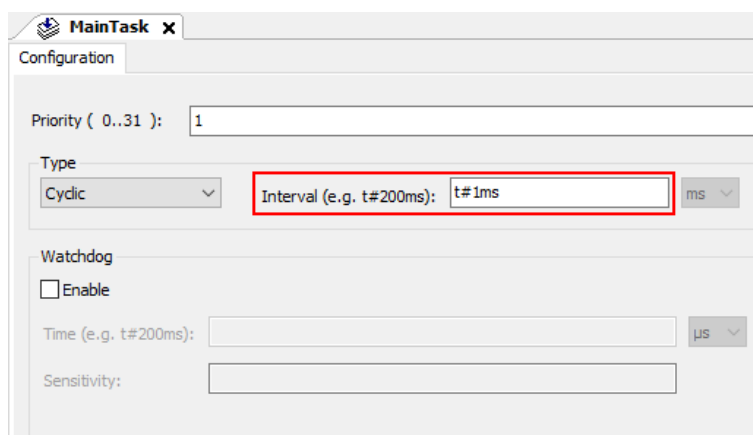 MainTask x
Configuration
Priority ( 0..31 ): 1
Type
Cyclic
Interval (e.g. t#200ms): t#1ms
ms
Watchdog
Enable
Time (e.g. t#200ms):
µs
Sensitivity: